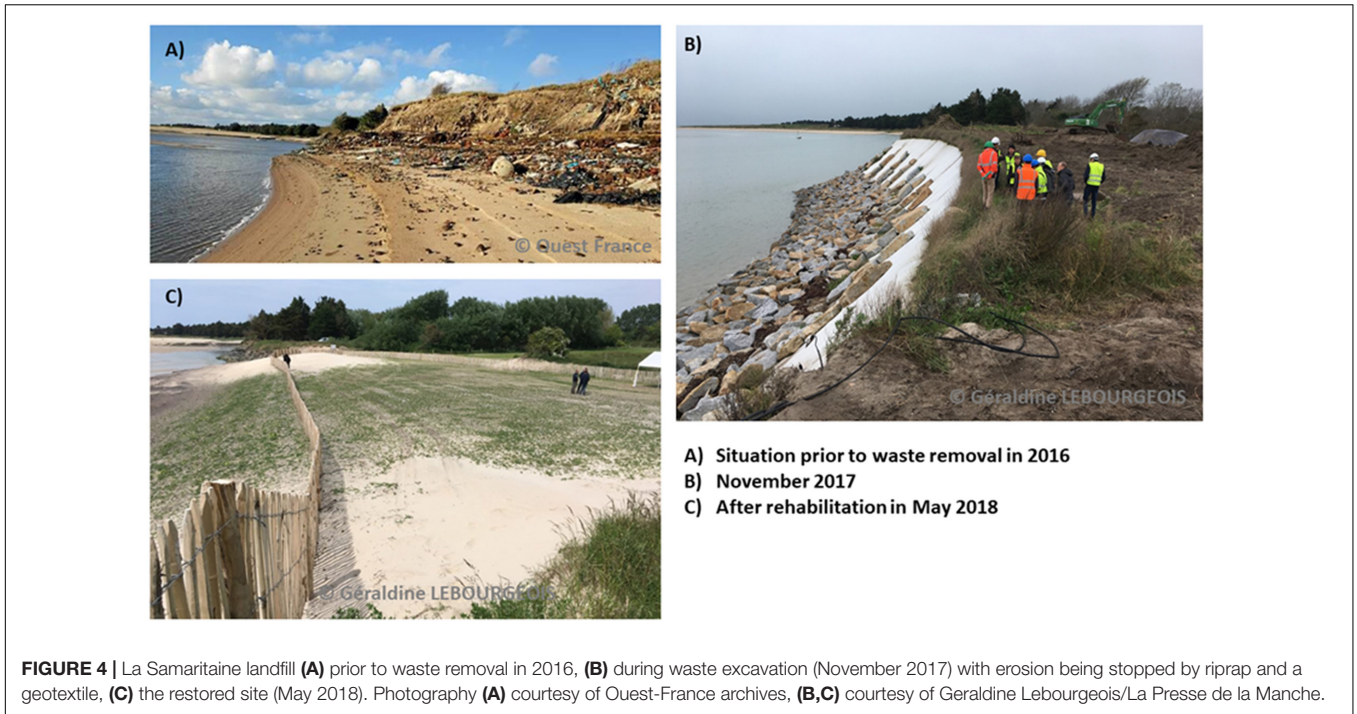 A)
© Ouest France
B)
© Géraldine LEBOURGEOIS
C)
© Géraldine LEBOURGEOIS
A) Situation prior to waste removal in 2016
B) November 2017
C) After rehabilitation in May 2018
FIGURE 4 | La Samaritaine landfill (A) prior to waste removal in 2016, (B) during waste excavation (November 2017) with erosion being stopped by riprap and a
geotextile, (C) the restored site (May 2018). Photography (A) courtesy of Ouest-France archives, (B,C) courtesy of Geraldine Lebourgeois/La Presse de la Manche.